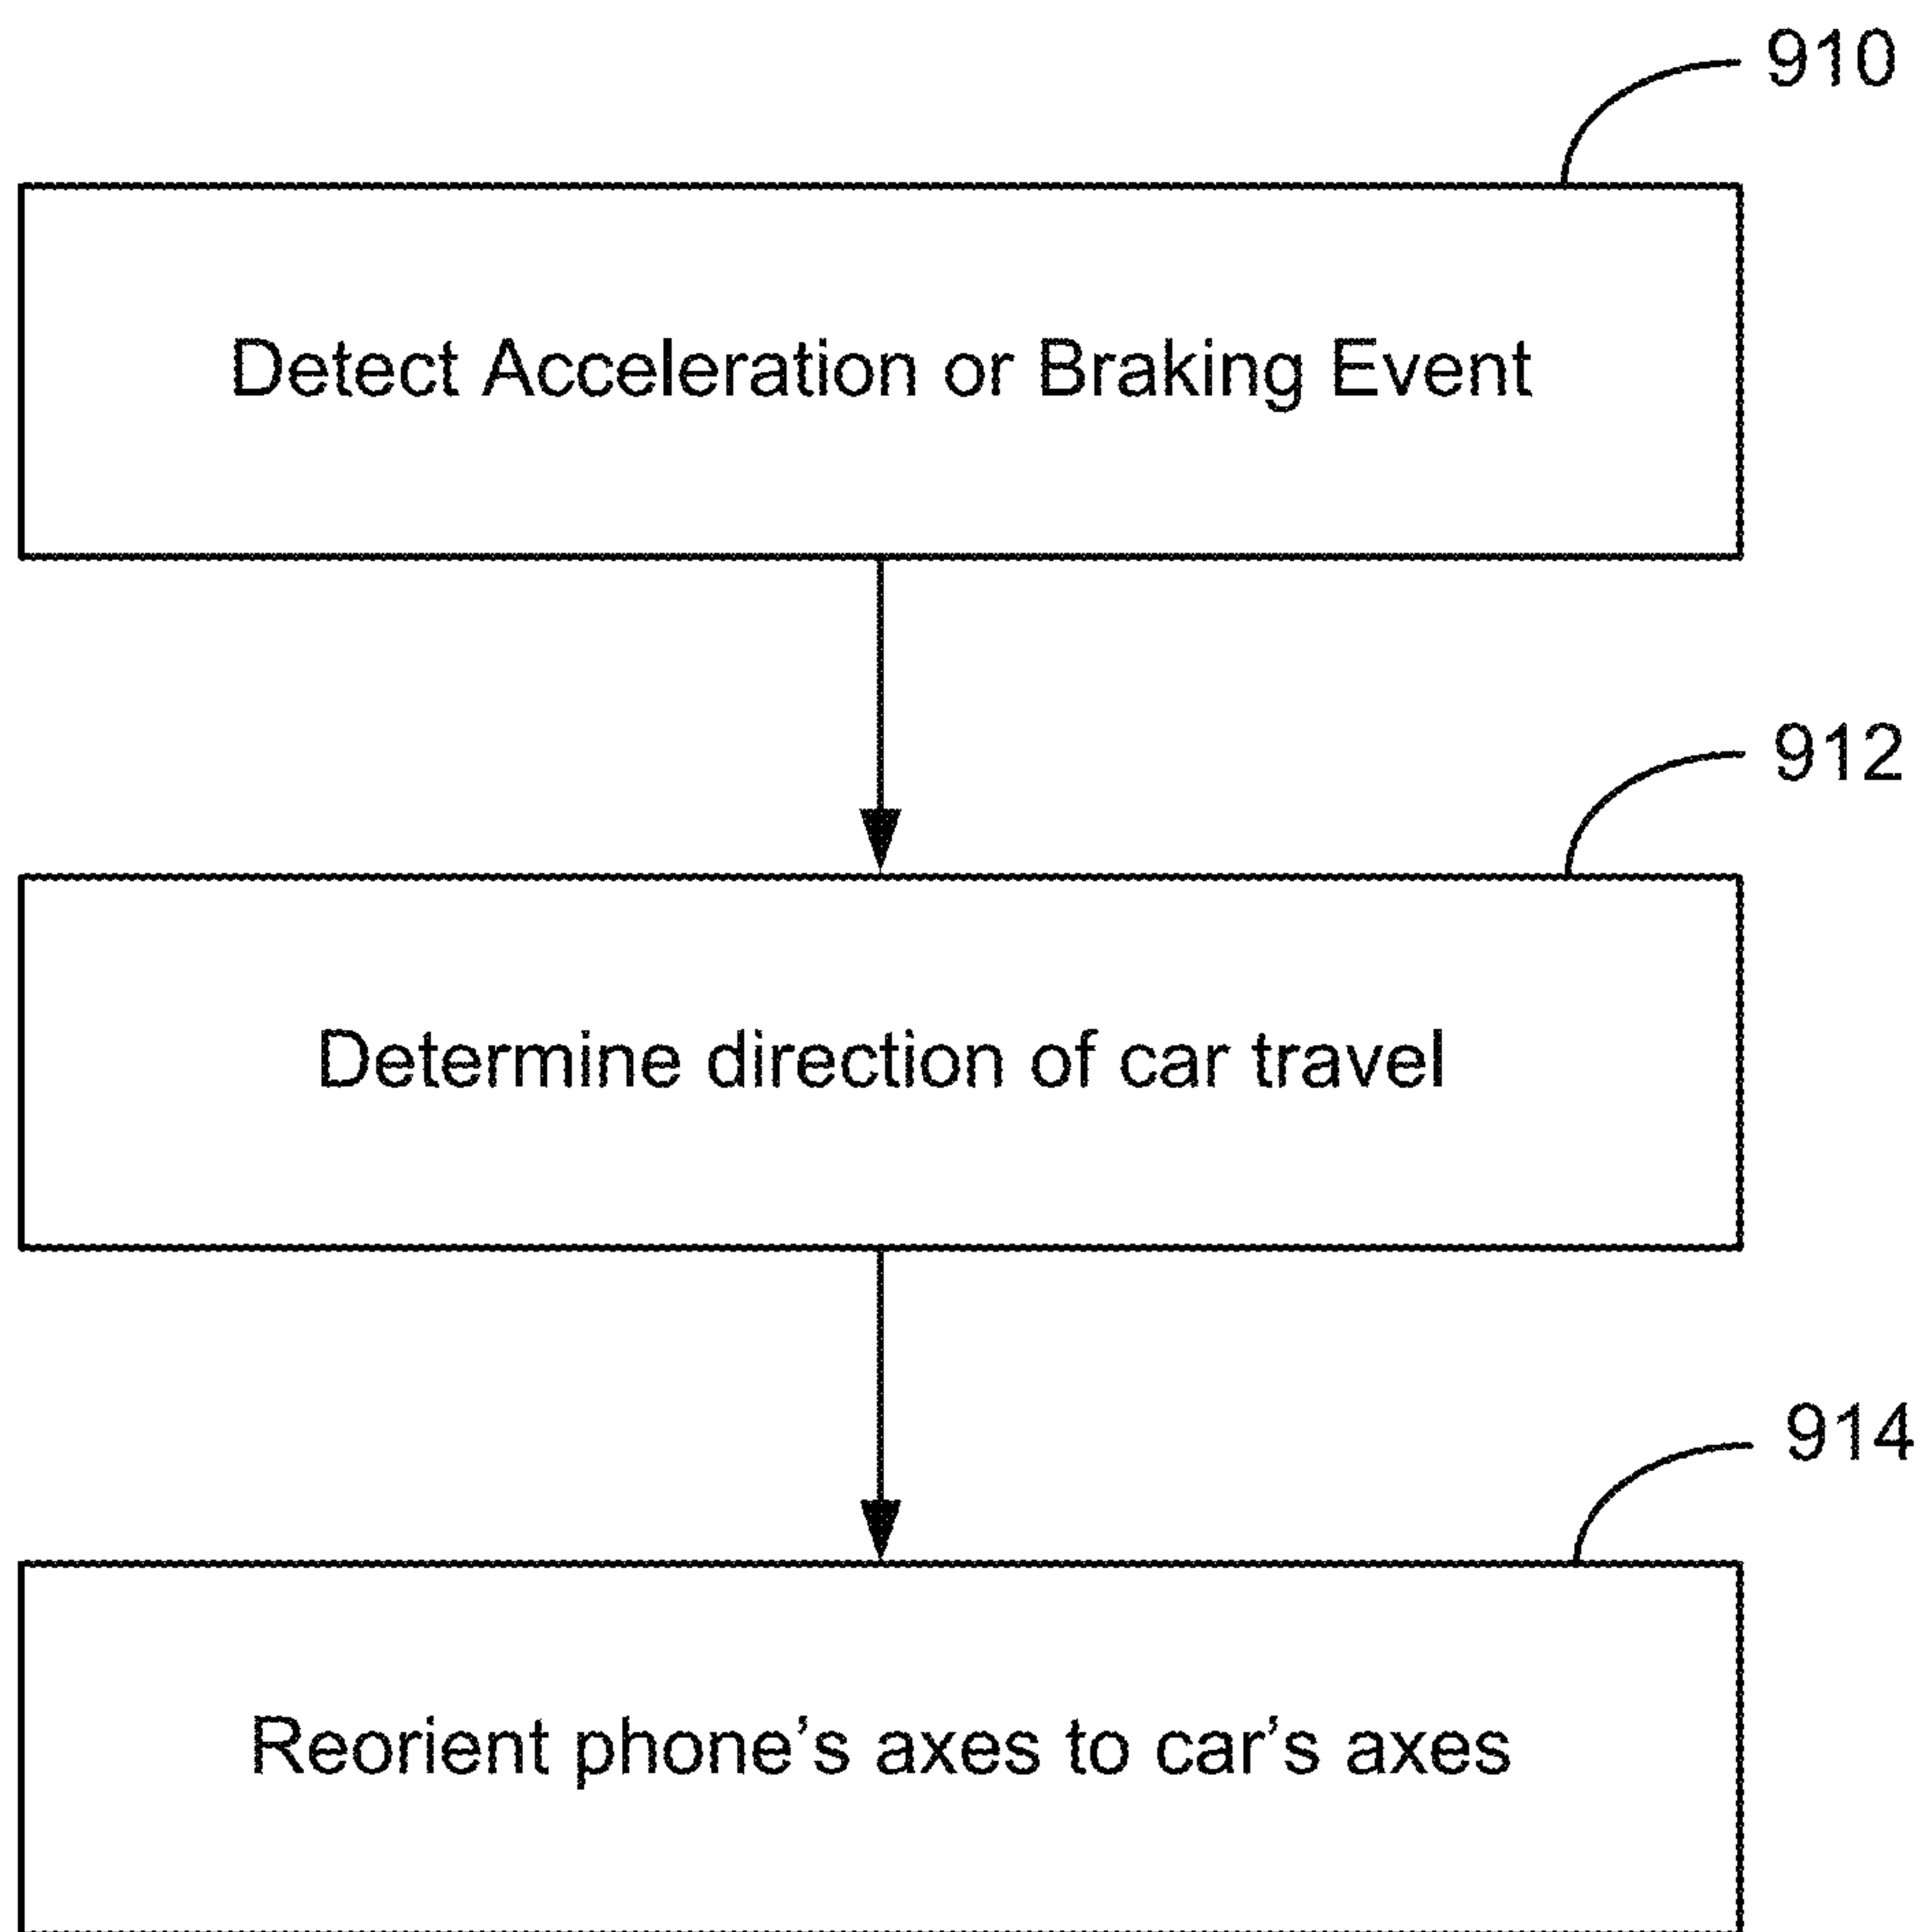 910
Detect Acceleration or Braking Event
912
Determine direction of car travel
914
Reorient phone’s axes to car’s axes